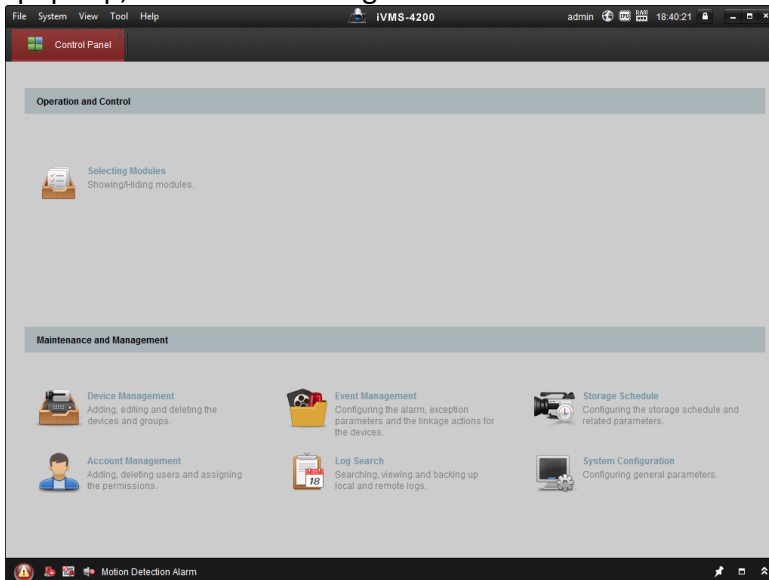 File System View Tool Help iVMS-4200 admin CPU RAM 18:40:21
Control Panel
Operation and Control
Selecting Modules
Showing/Hiding modules.
Maintenance and Management
Device Management
Adding, editing and deleting the
devices and groups.
Event Management
Configuring the alarm, exception
parameters and the linkage actions for
the devices.
Storage Schedule
Configuring the storage schedule and
related parameters.
Account Management
Adding, deleting users and assigning
the permissions.
18
Log Search
Searching, viewing and backing up
local and remote logs.
System Configuration
Configuring general parameters.
Motion Detection Alarm